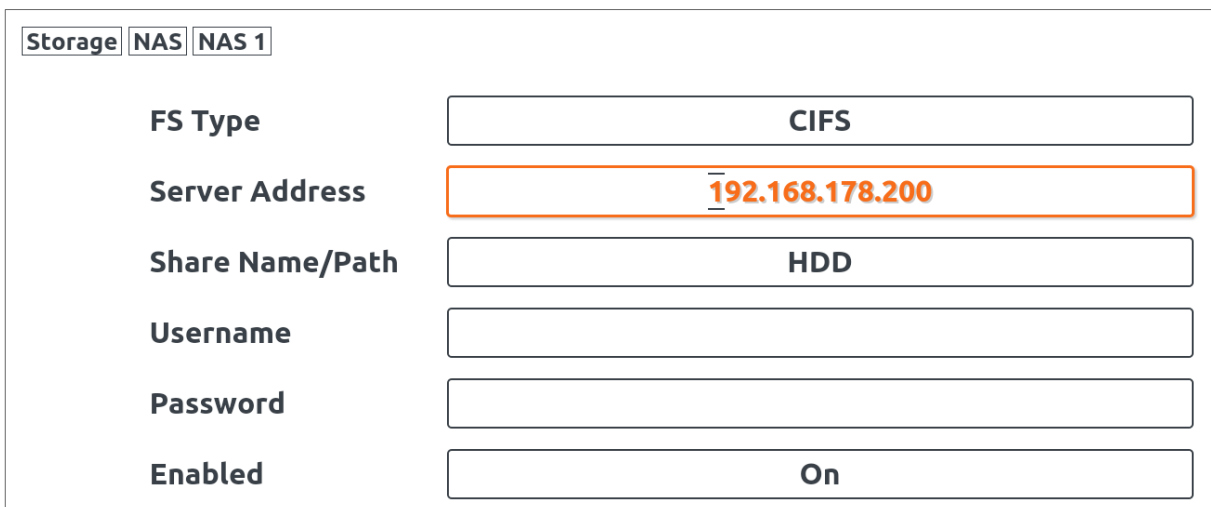 Storage NAS NAS 1
FS Type CIFS
Server Address 192.168.178.200
Share Name/Path HDD
Username
Password
Enabled On